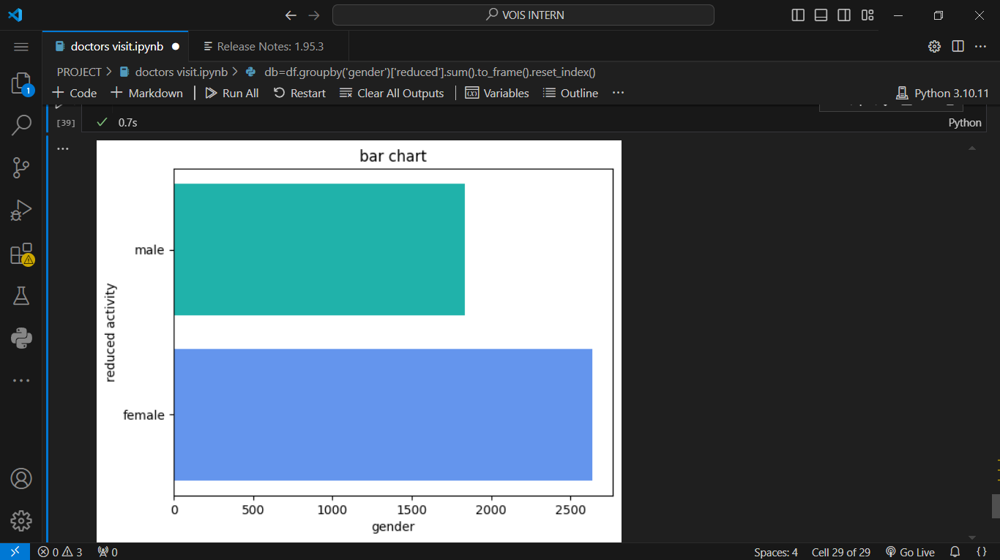 VOIS INTERN
doctors visit.ipynb
Release Notes: 1.95.3
PROJECT > doctors visit.ipynb > db=df.groupby('gender')['reduced'].sum().to_frame().reset_index()
+ Code + Markdown | Run All Restart Clear All Outputs | Variables Outline ... Python 3.10.11
1
[39] ✓ 0.7s Python
...
bar chart
male
reduced activity
female
0 500 1000 1500 2000 2500
gender
0 3 0 Spaces: 4 Cell 29 of 29 Go Live {}